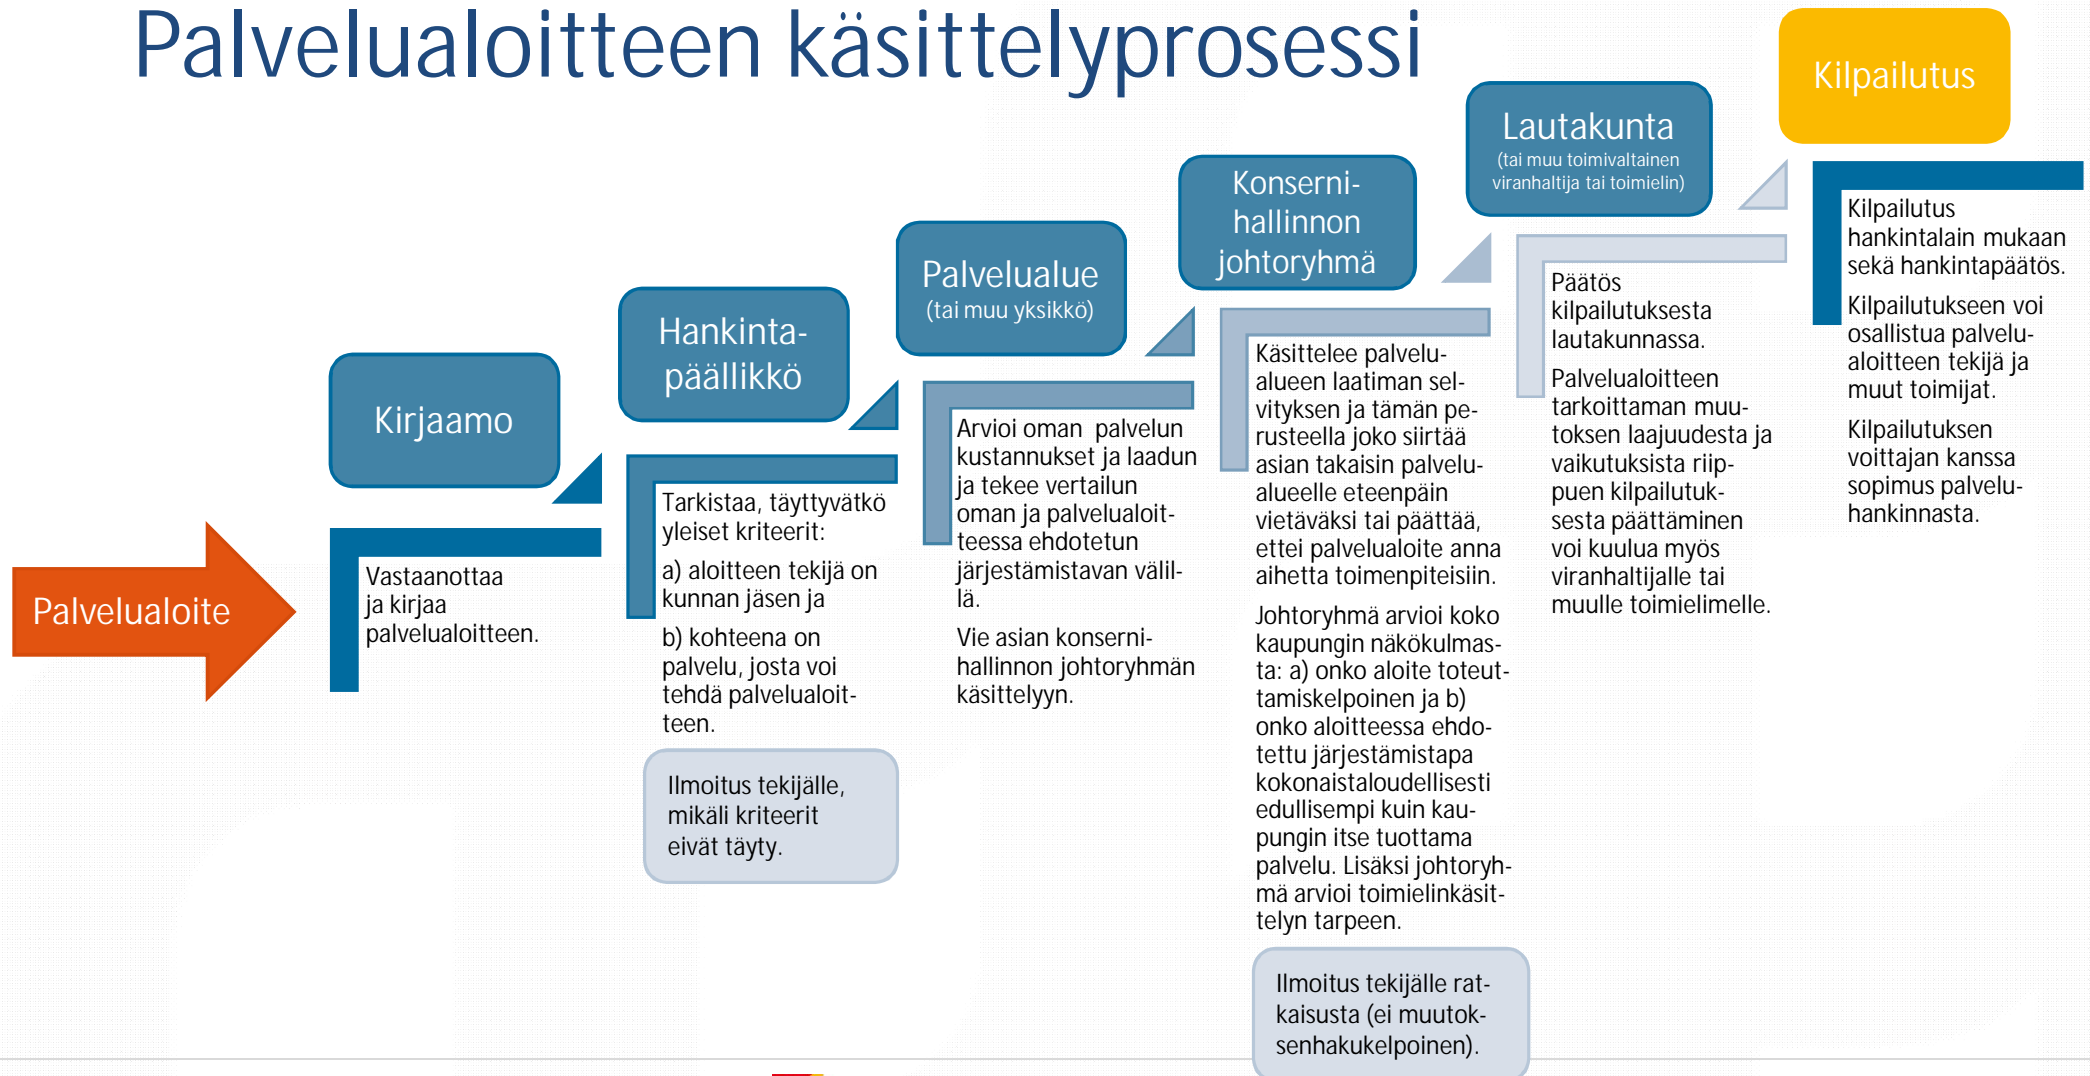 Palvelualoitteen käsittelyprosessi
Palvelualoite
Kirjaamo
Vastaanottaa
ja kirjaa
palvelualoitteen.
Hankinta-
päällikkö
Tarkistaa, täyttyvätkö
yleiset kriteerit:
a) aloitteen tekijä on
kunnan jäsen ja
b) kohteena on
palvelu, josta voi
tehdä palvelualoit-
teen.
Ilmoitus tekijälle,
mikäli kriteerit
eivät täyty.
Palvelualue
(tai muu yksikkö)
Arvioi oman  palvelun
kustannukset ja laadun
ja tekee vertailun
oman ja palvelualoit-
teessa ehdotetun
järjestämistavan välil-
lä.
Vie asian konserni-
hallinnon johtoryhmän
käsittelyyn.
Konserni-
hallinnon
johtoryhmä
Käsittelee palvelu-
alueen laatiman sel-
vityksen ja tämän pe-
rusteella joko siirtää
asian takaisin palvelu-
alueelle eteenpäin
vietäväksi tai päättää,
ettei palvelualoite anna
aihetta toimenpiteisiin.
Johtoryhmä arvioi koko
kaupungin näkökulmas-
ta: a) onko aloite toteut-
tamiskelpoinen ja b)
onko aloitteessa ehdo-
tettu järjestämistapa
kokonaistaloudellisesti
edullisempi kuin kau-
pungin itse tuottama
palvelu. Lisäksi johtoryh-
mä arvioi toimielinkäsit-
telyn tarpeen.
Ilmoitus tekijälle rat-
kaisusta (ei muutok-
senhakukelpoinen).
Lautakunta
(tai muu toimivaltainen
viranhaltija tai toimielin)
Päätös
kilpailutuksesta
lautakunnassa.
Palvelualoitteen
tarkoittaman muu-
toksen laajuudesta ja
vaikutuksista riip-
puen kilpailutuk-
sesta päättäminen
voi kuulua myös
viranhaltijalle tai
muulle toimielimelle.
Kilpailutus
Kilpailutus
hankintalain mukaan
sekä hankintapäätös.
Kilpailutukseen voi
osallistua palvelu-
aloitteen tekijä ja
muut toimijat.
Kilpailutuksen
voittajan kanssa
sopimus palvelu-
hankinnasta.